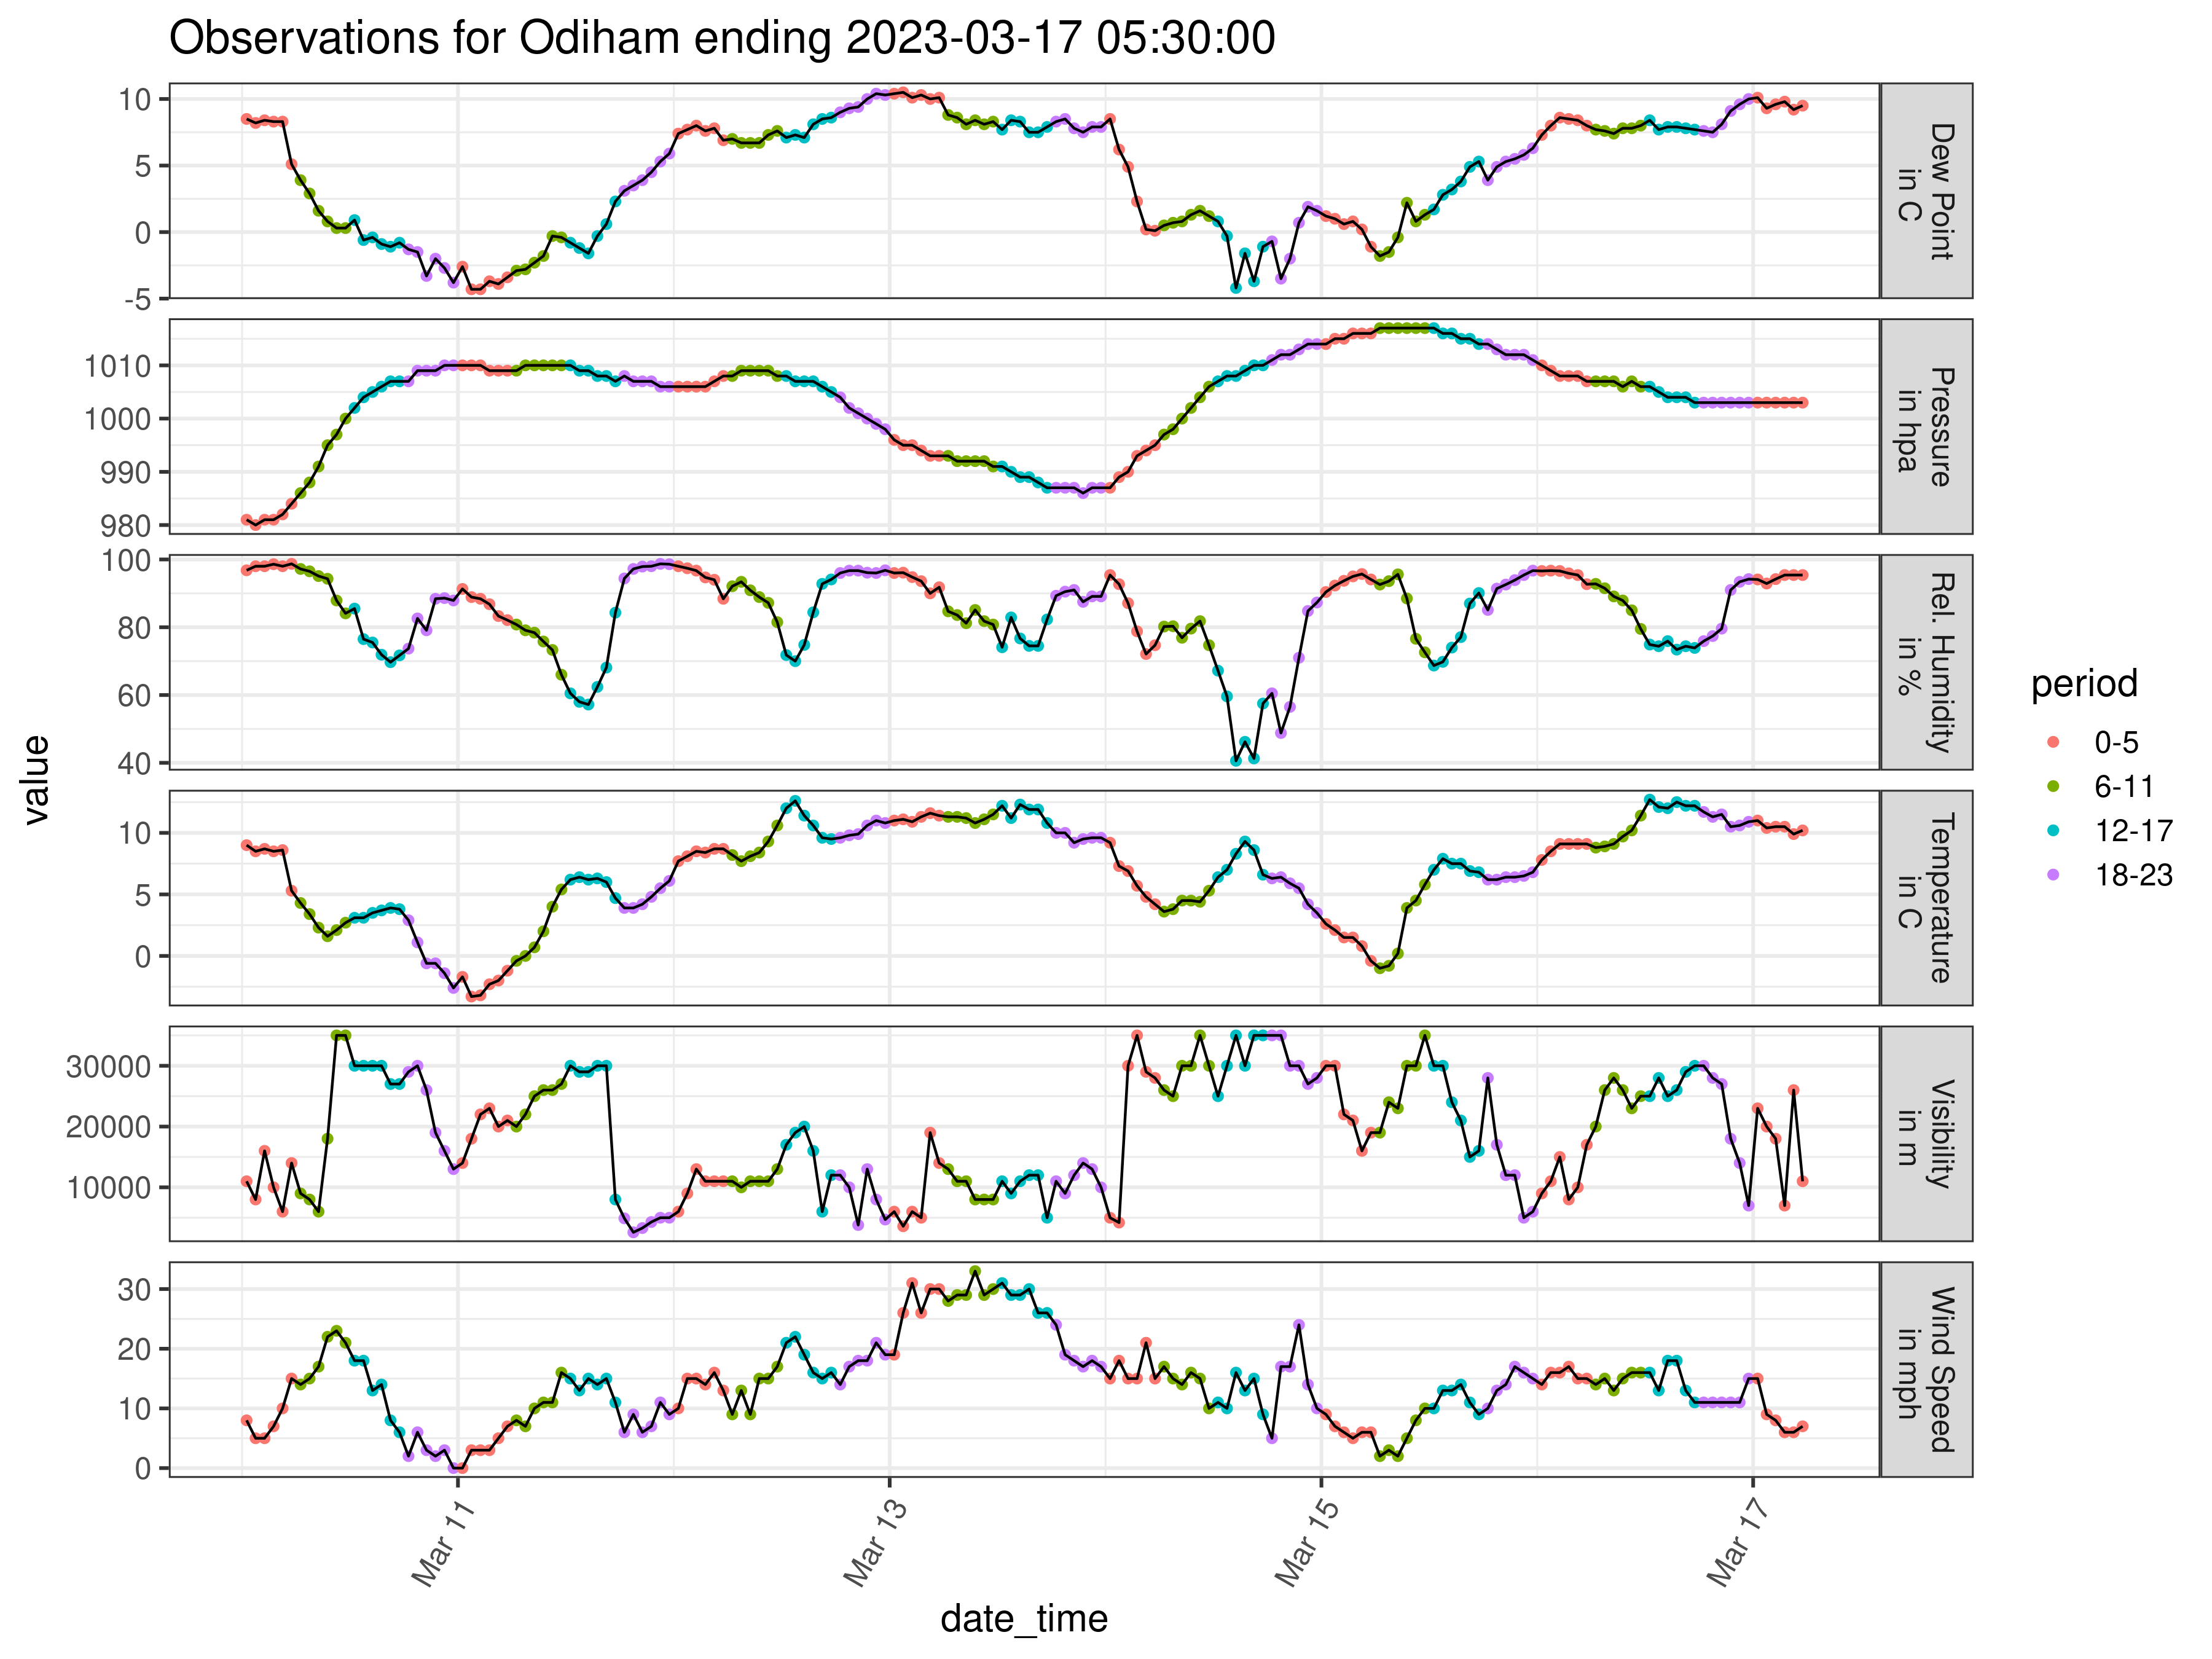 Observations for Odiham ending 2023-03-17 05:30:00
value
10
5
0
-5
Dew Point
in C
1010
1000
990
980
Pressure
in hpa
100
80
60
40
Rel. Humidity
in %
10
5
0
Temperature
in C
30000
20000
10000
Visibility
in m
30
20
10
0
Wind Speed
in mph
Mar 11
Mar 13
Mar 15
Mar 17
date_time
period
0-5
6-11
12-17
18-23